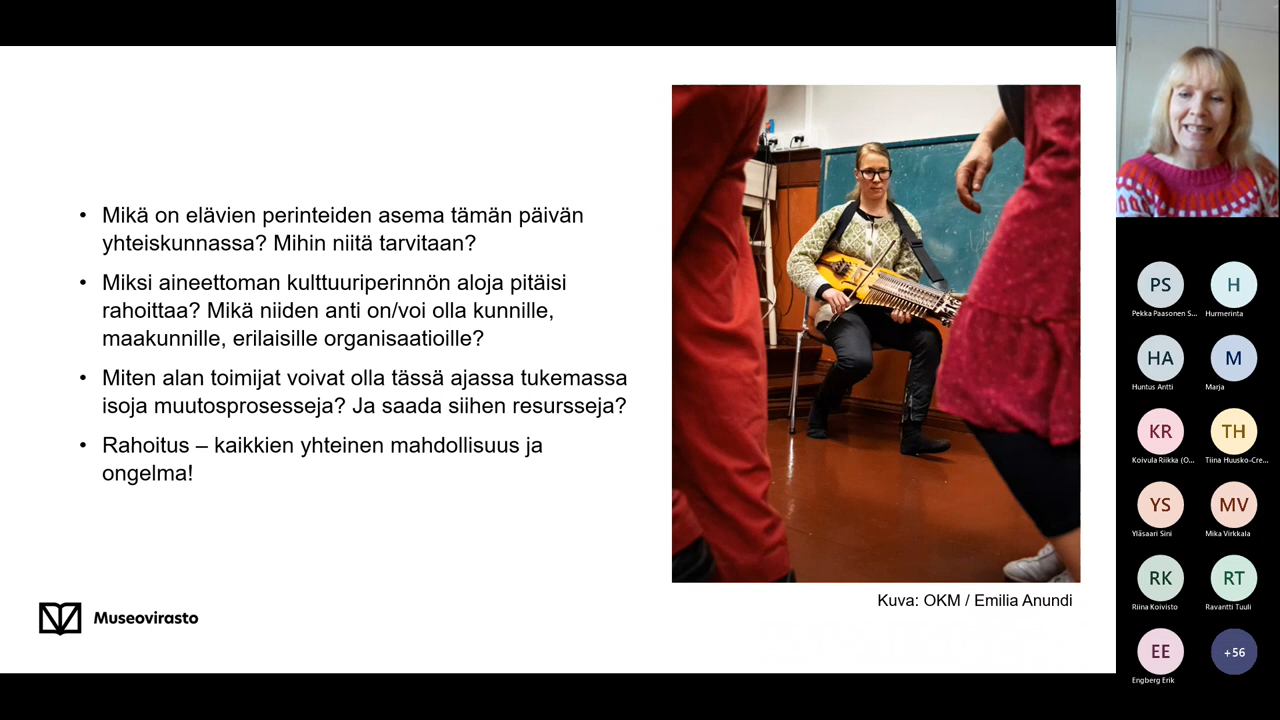 • Mikä on elävien perinteiden asema tämän päivän
yhteiskunnassa? Mihin niitä tarvitaan?
• Miksi aineettoman kulttuuriperinnön aloja pitäisi
rahoittaa? Mikä niiden anti on/voi olla kunnille,
maakunnille, erilaisille organisaatioille?
• Miten alan toimijat voivat olla tässä ajassa tukemassa
isoja muutosprosesseja? Ja saada siihen resursseja?
• Rahoitus – kaikkien yhteinen mahdollisuus ja
ongelma!
Kuva: OKM / Emilia Anundi
Museovirasto
PS
Pekka Paasonen S...
H
Hurmerinta
HA
Huntus Antti
M
Marja
KR
Koivula Riikka (O...
TH
Tiina Huusko-Cre...
YS
Yläsaari Sini
MV
Mika Virkkala
RK
Riina Koivisto
RT
Ravantti Tuuli
EE
Engberg Erik
+56